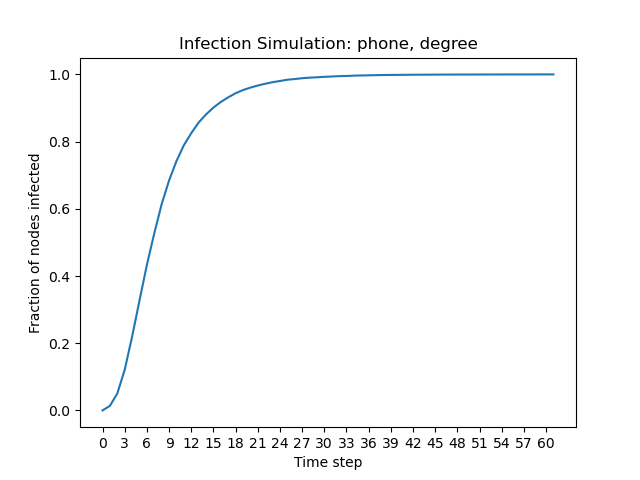 Infection Simulation: phone, degree
1.0
0.8
0.6
0.4
0.2
0.0
Fraction of nodes infected
0 3 6 9 12 15 18 21 24 27 30 33 36 39 42 45 48 51 54 57 60
Time step